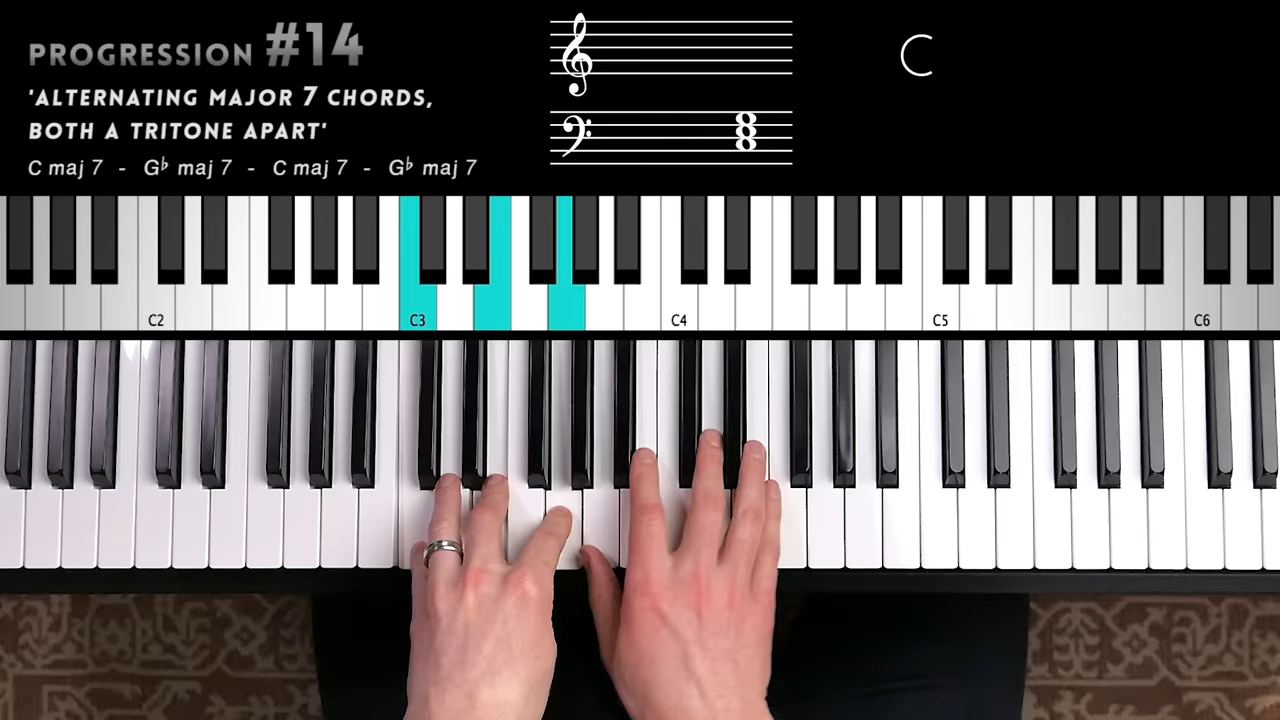 PROGRESSION #14
'ALTERNATING MAJOR 7 CHORDS,
BOTH A TRITONE APART'
C maj 7 - G♭ maj 7 - C maj 7 - G♭ maj 7
C
C2 C3 C4 C5 C6